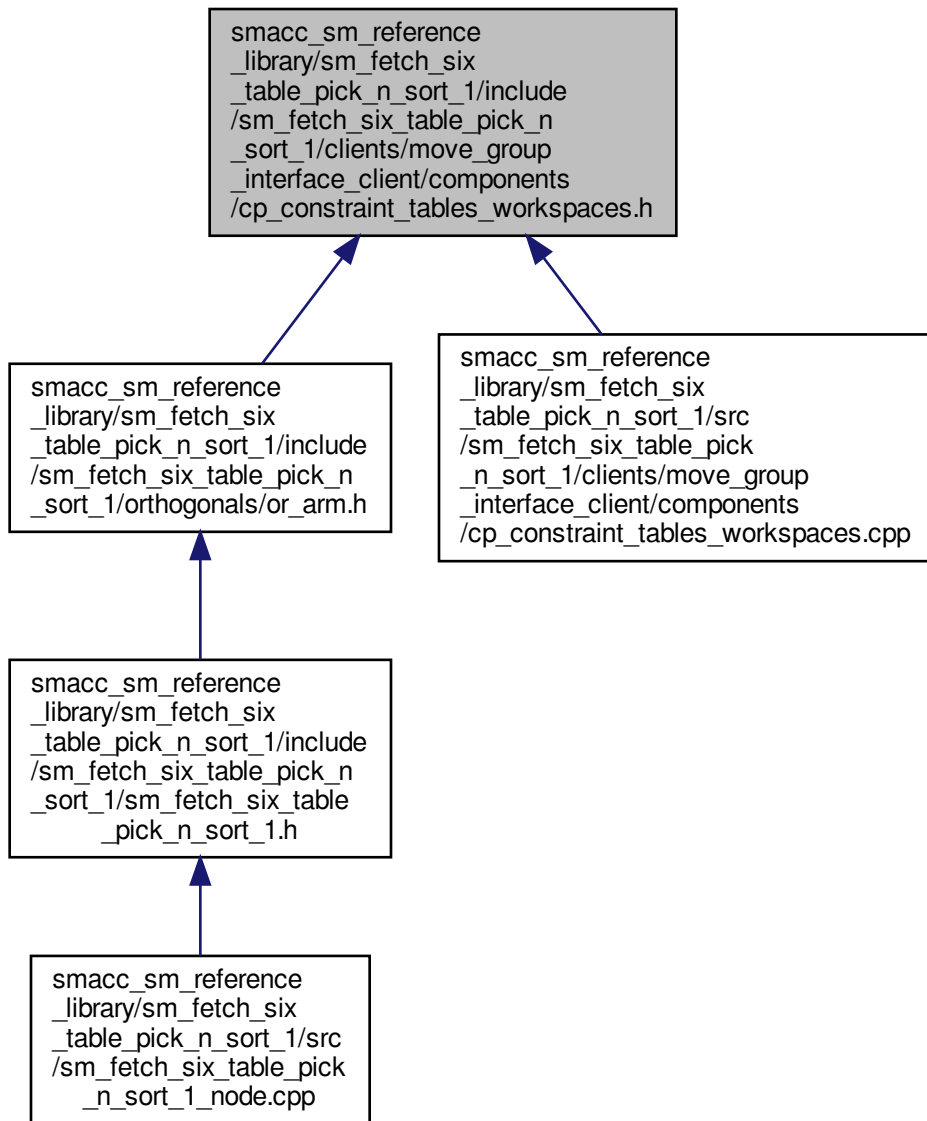 smacc_sm_reference
_library/sm_fetch_six
_table_pick_n_sort_1/include
/sm_fetch_six_table_pick_n
_sort_1/clients/move_group
_interface_client/components
/cp_constraint_tables_workspaces.h
smacc_sm_reference
_library/sm_fetch_six
_table_pick_n_sort_1/include
/sm_fetch_six_table_pick_n
_sort_1/orthogonals/or_arm.h
smacc_sm_reference
_library/sm_fetch_six
_table_pick_n_sort_1/src
/sm_fetch_six_table_pick
_n_sort_1/clients/move_group
_interface_client/components
/cp_constraint_tables_workspaces.cpp
smacc_sm_reference
_library/sm_fetch_six
_table_pick_n_sort_1/include
/sm_fetch_six_table_pick_n
_sort_1/sm_fetch_six_table
_pick_n_sort_1.h
smacc_sm_reference
_library/sm_fetch_six
_table_pick_n_sort_1/src
/sm_fetch_six_table_pick
_n_sort_1_node.cpp